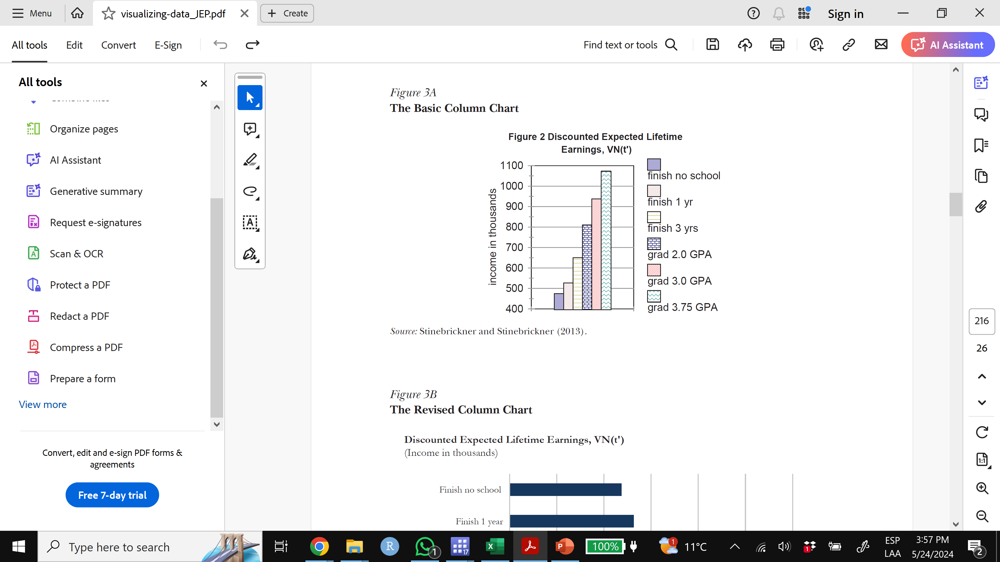 Menu
visualizing-data_JEP.pdf
Create
Sign in
All tools
Edit
Convert
E-Sign
Find text or tools
AI Assistant
All tools
Organize pages
AI Assistant
Generative summary
Request e-signatures
Scan & OCR
Protect a PDF
Redact a PDF
Compress a PDF
Prepare a form
View more
Convert, edit and e-sign PDF forms &
agreements
Free 7-day trial
Figure 3A
The Basic Column Chart
Figure 2 Discounted Expected Lifetime
Earnings, VN(t')
income in thousands
1100
1000
900
800
700
600
500
400
finish no school
finish 1 yr
finish 3 yrs
grad 2.0 GPA
grad 3.0 GPA
grad 3.75 GPA
Source: Stinebrickner and Stinebrickner (2013).
Figure 3B
The Revised Column Chart
Discounted Expected Lifetime Earnings, VN(t')
(Income in thousands)
Finish no school
Finish 1 year
216
26
1:1
Type here to search
R
1
17
X
P
100%
1
11°C
1
ESP
LAA
3:57 PM
5/24/2024
2